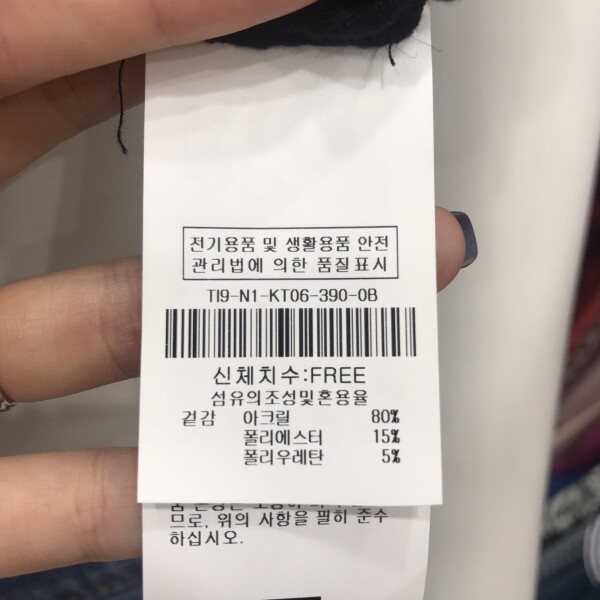 전기용품 및 생활용품 안전
관리법에 의한 품질표시
TI9-N1-KT06-390-0B
신체치수:FREE
섬유의조성및혼용율
겉감 아크릴 80%
폴리에스터 15%
폴리우레탄 5%
므로, 위의 사항을 필히 준수
하십시오.